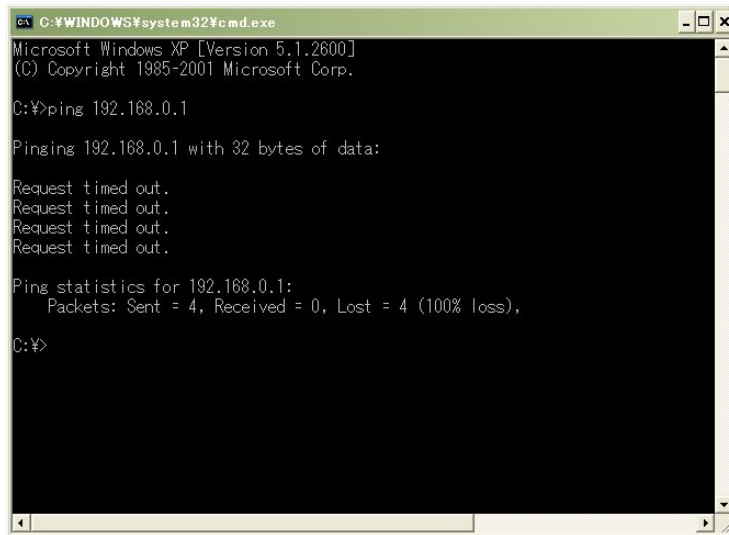 C:¥WINDOWS¥system32¥cmd.exe
Microsoft Windows XP [Version 5.1.2600]
(C) Copyright 1985-2001 Microsoft Corp.
C:¥>ping 192.168.0.1
Pinging 192.168.0.1 with 32 bytes of data:
Request timed out.
Request timed out.
Request timed out.
Request timed out.
Ping statistics for 192.168.0.1:
Packets: Sent = 4, Received = 0, Lost = 4 (100% loss),
C:¥>